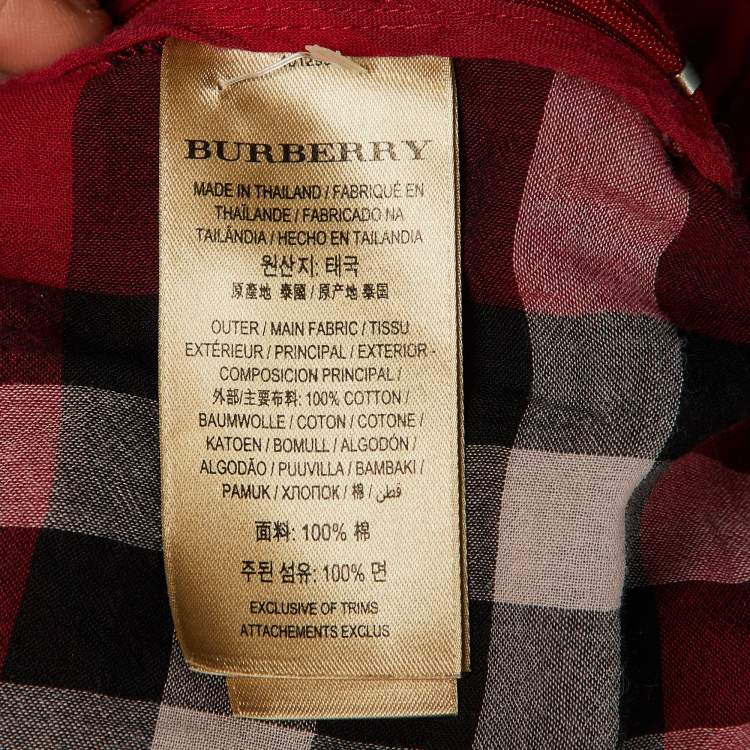 BURBERRY
MADE IN THAILAND / FABRIQUÉ EN
THAÏLANDE / FABRICADO NA
TAILÂNDIA / HECHO EN TAILANDIA
원산지: 태국
原產地 泰國 / 原产地 泰国
OUTER / MAIN FABRIC / TISSU
EXTÉRIEUR / PRINCIPAL / EXTERIOR -
COMPOSICION PRINCIPAL /
外部/主要布料: 100% COTTON /
BAUMWOLLE / COTON / COTONE /
KATOEN / BOMULL / ALGODÓN /
ALGODÃO / PUUVILLA / BAMBAKI /
PAMUK / ХЛОПОК / 棉 / قطن
面料: 100% 棉
주된 섬유: 100% 면
EXCLUSIVE OF TRIMS
ATTACHEMENTS EXCLUS